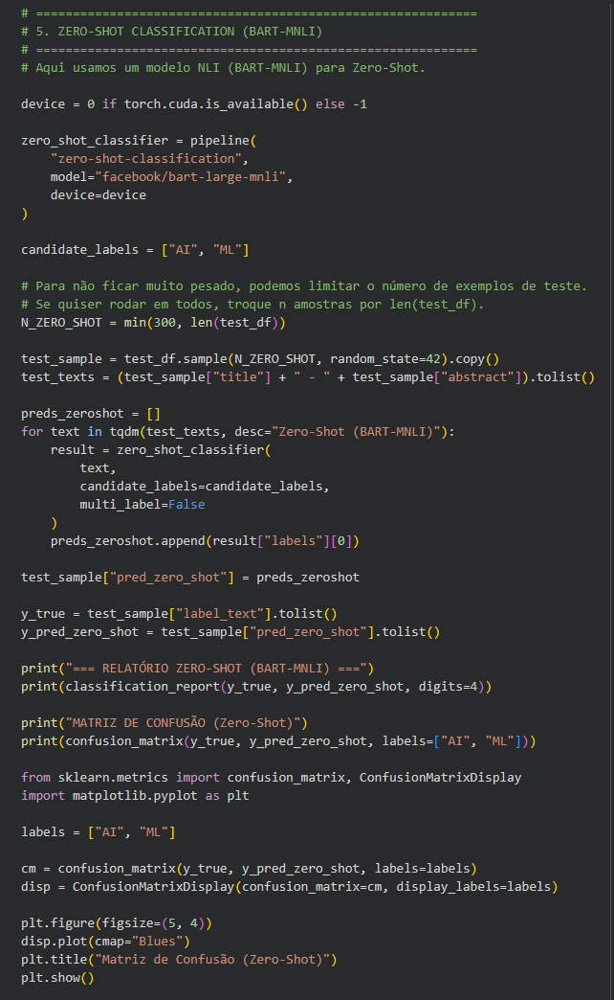 # ============================================================
# 5. ZERO-SHOT CLASSIFICATION (BART-MNLI)
# ============================================================
# Aqui usamos um modelo NLI (BART-MNLI) para Zero-Shot.

device = 0 if torch.cuda.is_available() else -1

zero_shot_classifier = pipeline(
    "zero-shot-classification",
    model="facebook/bart-large-mnli",
    device=device
)

candidate_labels = ["AI", "ML"]

# Para não ficar muito pesado, podemos limitar o número de exemplos de teste.
# Se quiser rodar em todos, troque n amostras por len(test_df).
N_ZERO_SHOT = min(300, len(test_df))

test_sample = test_df.sample(N_ZERO_SHOT, random_state=42).copy()
test_texts = (test_sample["title"] + " - " + test_sample["abstract"]).tolist()

preds_zeroshot = []
for text in tqdm(test_texts, desc="Zero-Shot (BART-MNLI)"):
    result = zero_shot_classifier(
        text,
        candidate_labels=candidate_labels,
        multi_label=False
    )
    preds_zeroshot.append(result["labels"][0])

test_sample["pred_zero_shot"] = preds_zeroshot

y_true = test_sample["label_text"].tolist()
y_pred_zero_shot = test_sample["pred_zero_shot"].tolist()

print("=== RELATÓRIO ZERO-SHOT (BART-MNLI) ===")
print(classification_report(y_true, y_pred_zero_shot, digits=4))

print("MATRIZ DE CONFUSÃO (Zero-Shot)")
print(confusion_matrix(y_true, y_pred_zero_shot, labels=["AI", "ML"]))

from sklearn.metrics import confusion_matrix, ConfusionMatrixDisplay
import matplotlib.pyplot as plt

labels = ["AI", "ML"]

cm = confusion_matrix(y_true, y_pred_zero_shot, labels=labels)
disp = ConfusionMatrixDisplay(confusion_matrix=cm, display_labels=labels)

plt.figure(figsize=(5, 4))
disp.plot(cmap="Blues")
plt.title("Matriz de Confusão (Zero-Shot)")
plt.show()